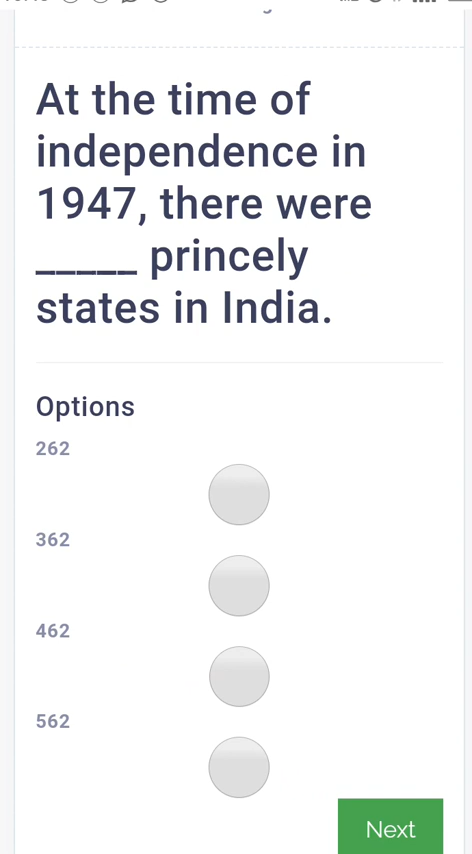 At the time of
independence in
1947, there were
_____ princely
states in India.
Options
262
362
462
562
Next